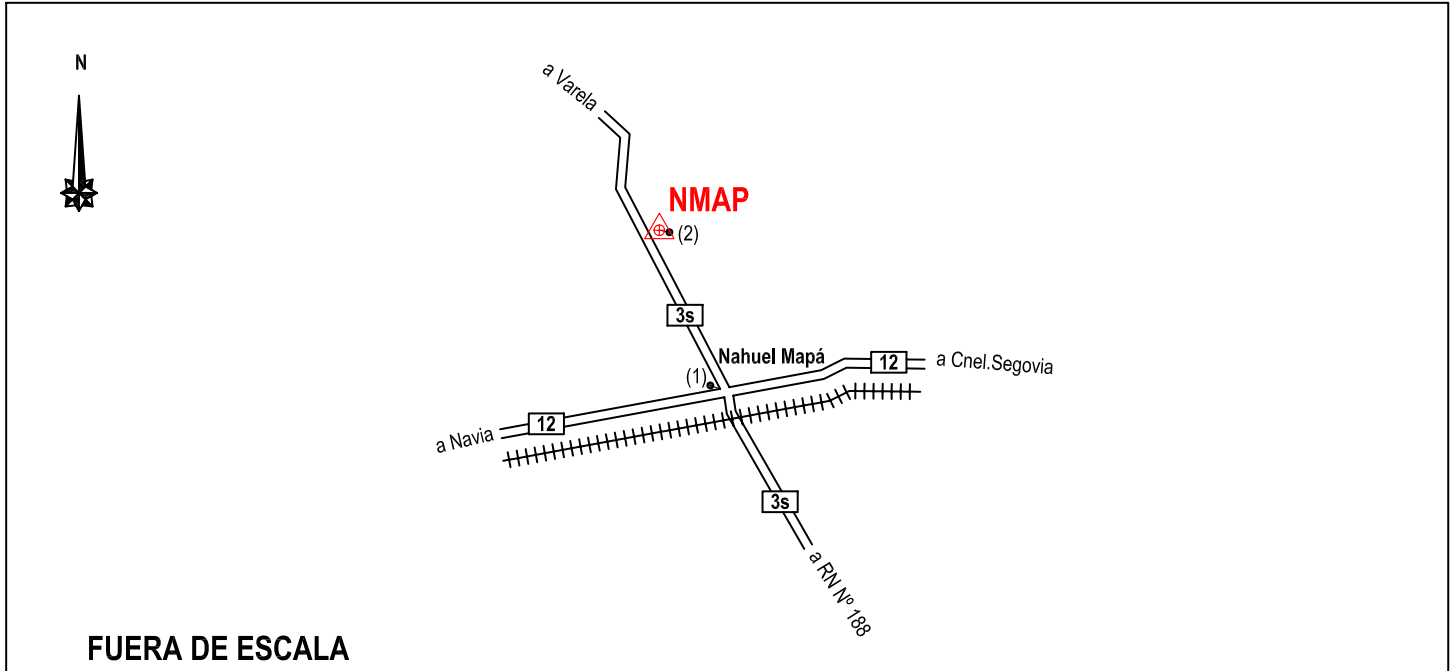 N
a Varela
NMAP
(2)
3s
Nahuel Mapá
12
a Cnel.Segovia
(1)
12
a Navia
3s
a RN Nº 188
FUERA DE ESCALA